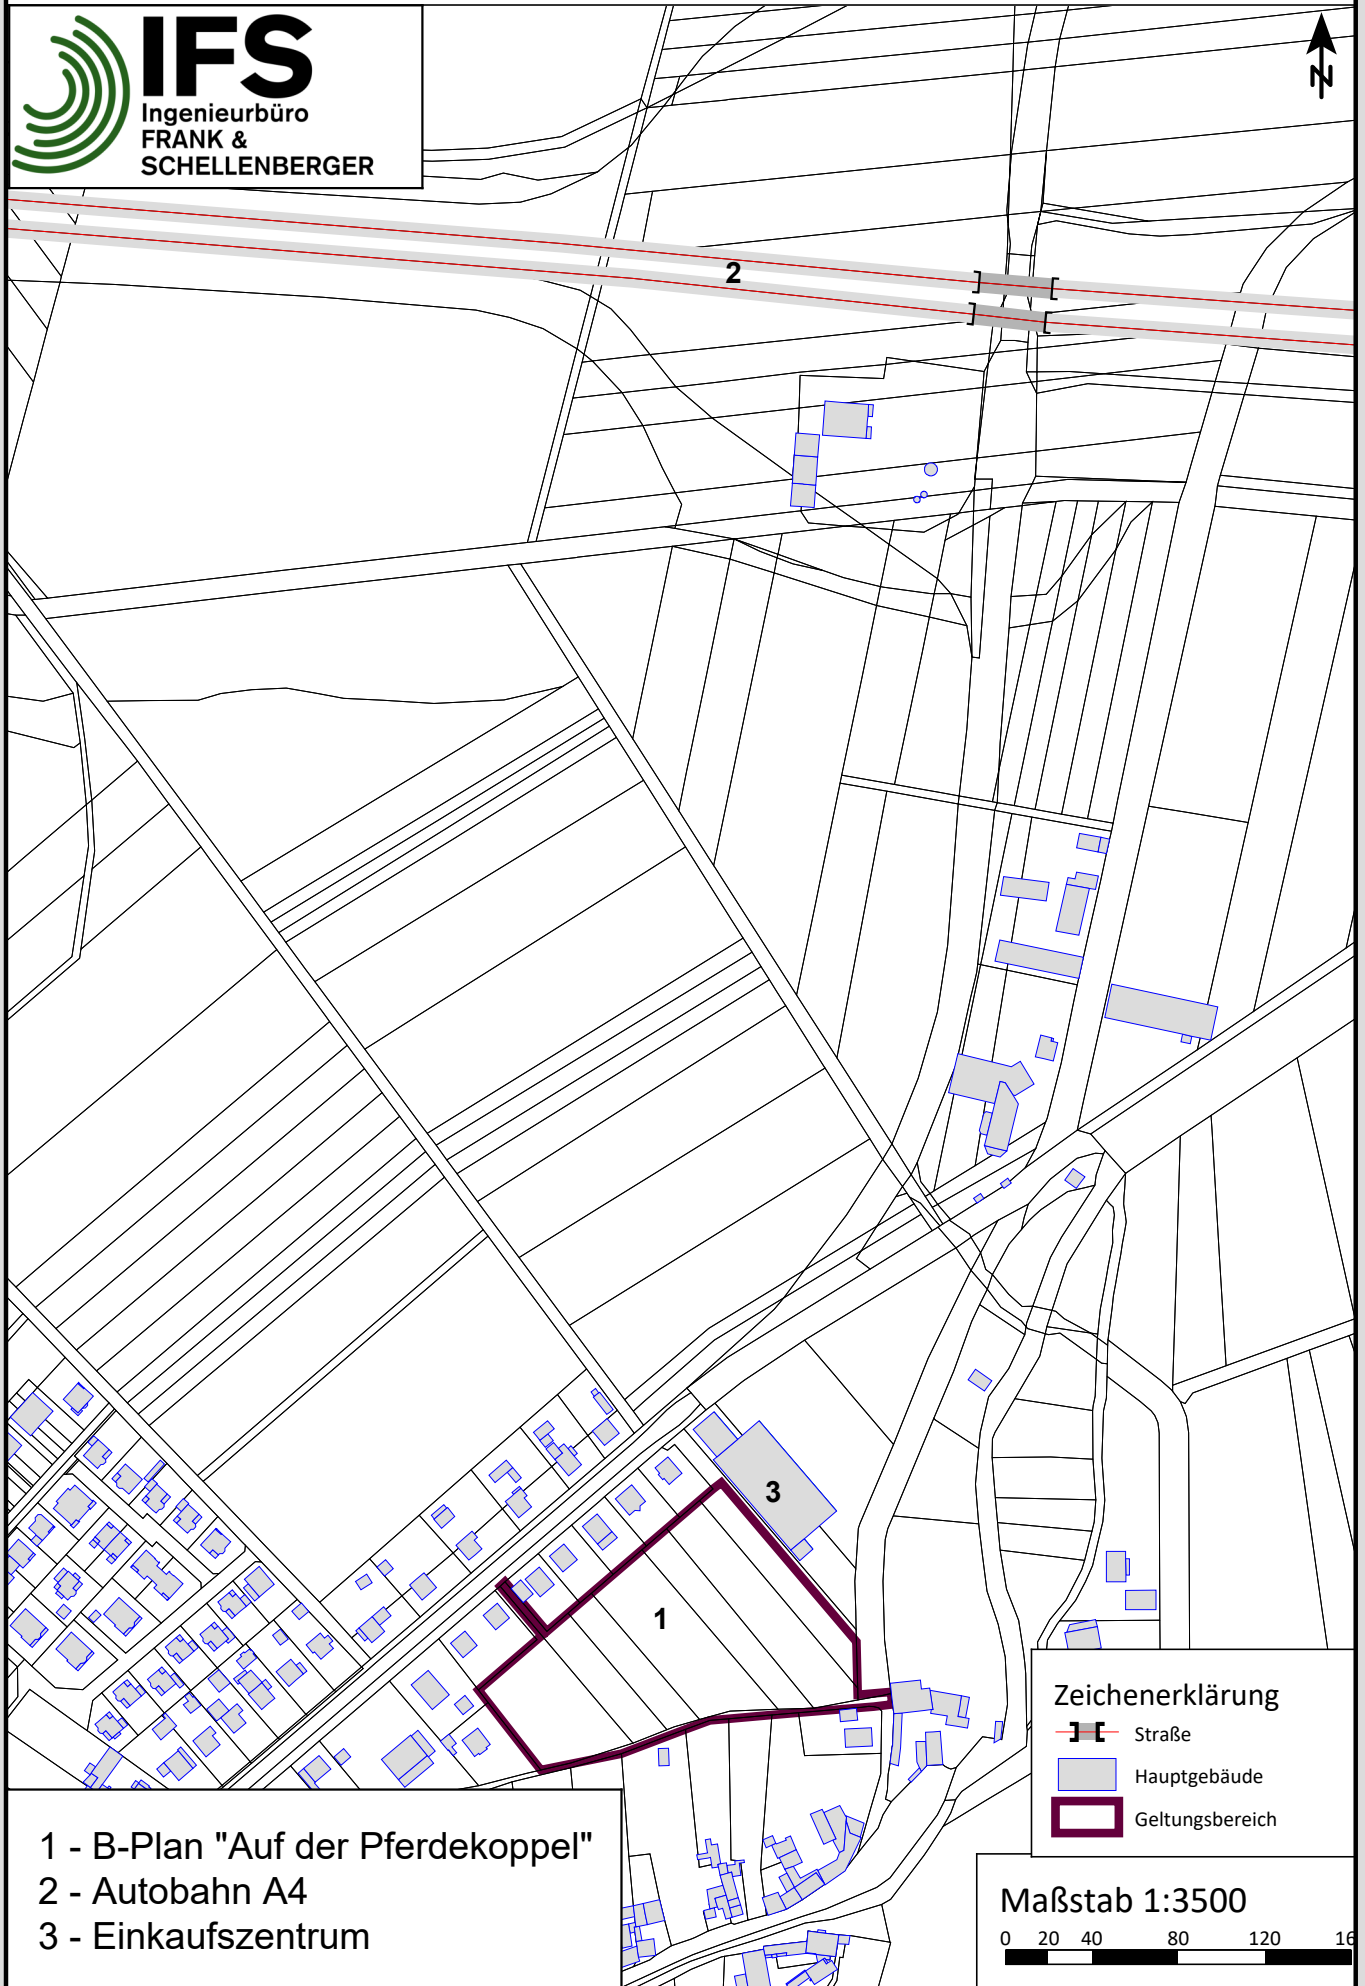 IFS
Ingenieurbüro
FRANK &
SCHELLENBERGER
N
2
3
1
Zeichenerklärung
Straße
Hauptgebäude
Geltungsbereich
1 - B-Plan "Auf der Pferdekoppel"
2 - Autobahn A4
3 - Einkaufszentrum
Maßstab 1:3500
0 20 40 80 120 16